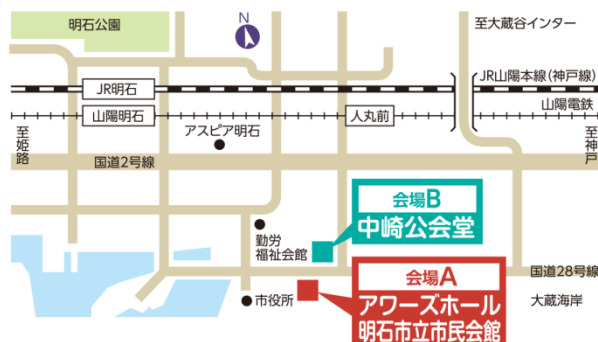 明石公園
N
至大蔵谷インター
JR山陽本線(神戸線)
JR明石
山陽電鉄
山陽明石
人丸前
アスピア明石
至姫路
至神戸
国道2号線
会場B
中崎公会堂
勤労
福祉会館
会場A
国道28号線
アワーズホール
明石市立市民会館
市役所
大蔵海岸